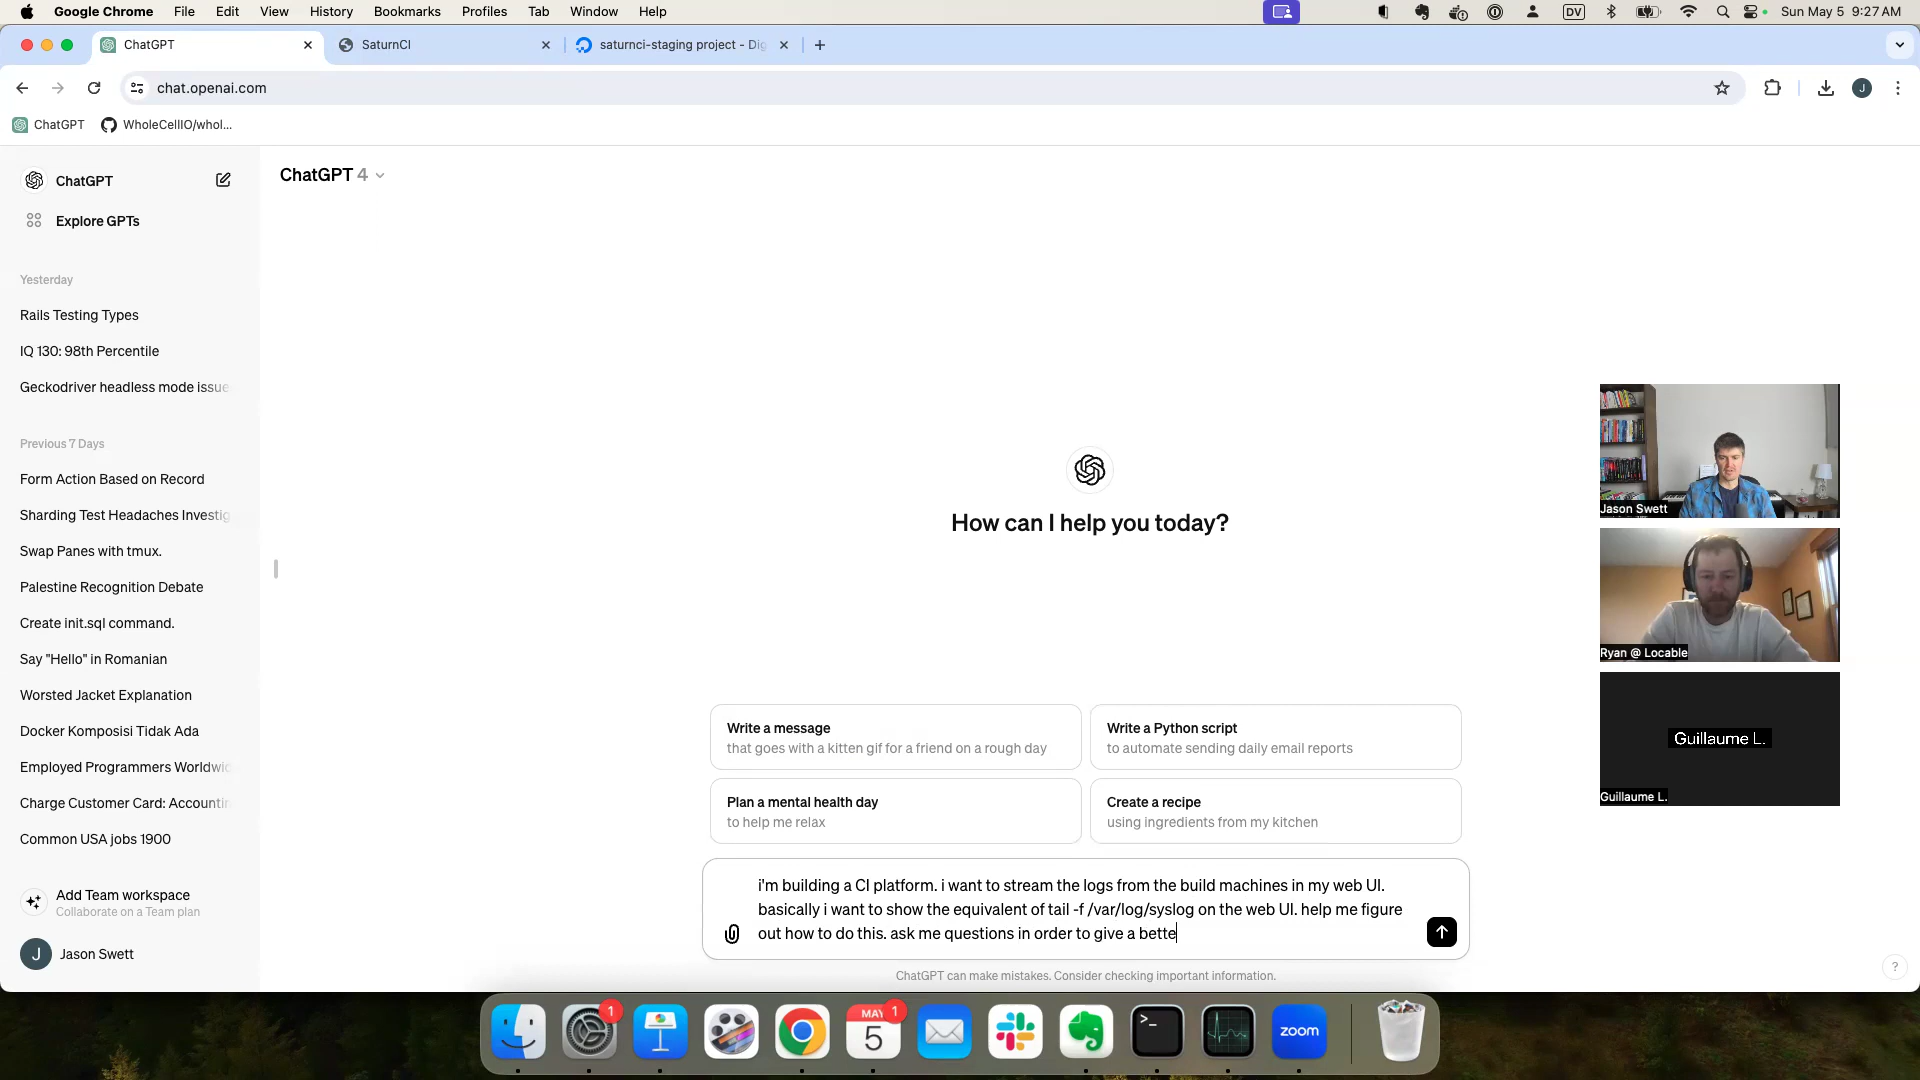 Google Chrome File Edit View History Bookmarks Profiles Tab Window Help DV Sun May 5 9:27 AM
ChatGPT SaturnCI saturnci-staging project - Dig
chat.openai.com J
ChatGPT WholeCellIO/whol...
ChatGPT
Explore GPTs
Yesterday
Rails Testing Types
IQ 130: 98th Percentile
Geckodriver headless mode issue
Previous 7 Days
Form Action Based on Record
Sharding Test Headaches Investig
Swap Panes with tmux.
Palestine Recognition Debate
Create init.sql command.
Say "Hello" in Romanian
Worsted Jacket Explanation
Docker Komposisi Tidak Ada
Employed Programmers Worldwid
Charge Customer Card: Accountin
Common USA jobs 1900
Add Team workspace
Collaborate on a Team plan
J Jason Swett
ChatGPT 4
How can I help you today?
Write a message
that goes with a kitten gif for a friend on a rough day
Write a Python script
to automate sending daily email reports
Plan a mental health day
to help me relax
Create a recipe
using ingredients from my kitchen
i'm building a CI platform. i want to stream the logs from the build machines in my web UI.
basically i want to show the equivalent of tail -f /var/log/syslog on the web UI. help me figure
out how to do this. ask me questions in order to give a bette
ChatGPT can make mistakes. Consider checking important information.
?
Jason Swett
Ryan @ Locable
Guillaume L.
Guillaume L.
1
MAY 1
5
zoom